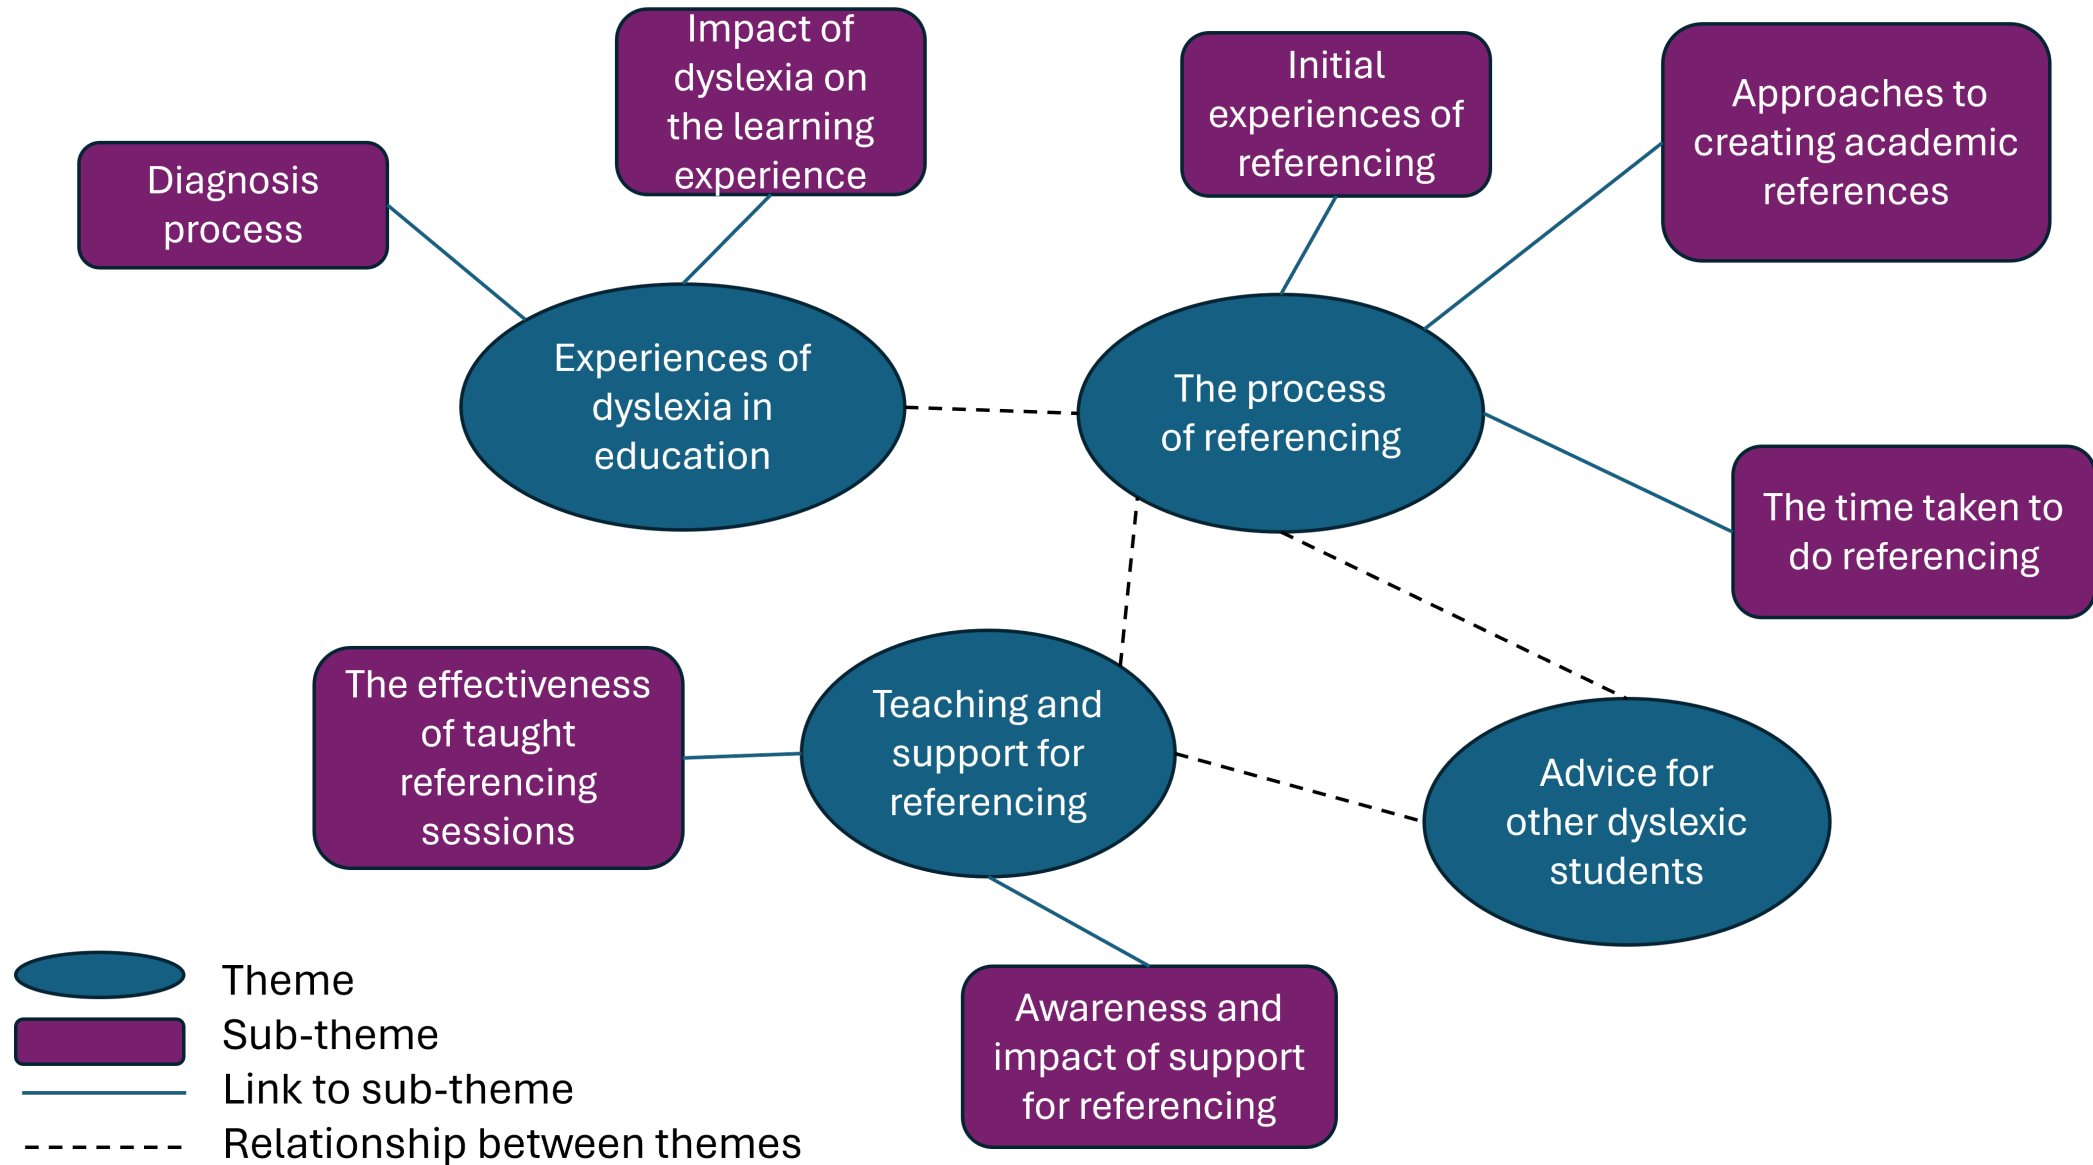 Impact of
dyslexia on
the learning
experience
Initial
experiences of
referencing
Approaches to
creating academic
references
Diagnosis
process
Experiences of
dyslexia in
education
The process
of referencing
The time taken to
do referencing
The effectiveness
of taught
referencing
sessions
Teaching and
support for
referencing
Advice for
other dyslexic
students
Awareness and
impact of support
for referencing
Theme
Sub-theme
Link to sub-theme
Relationship between themes